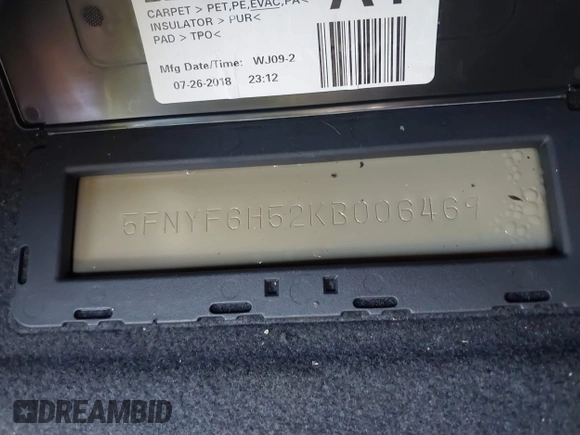 CARPET > PET,PE,EVAC,PA<
INSULATOR > PUR<
PAD > TPO<
Mfg Date/Time: WJ09-2
07-26-2018 23:12
5FNYF6H52KB006469
DREAMBID